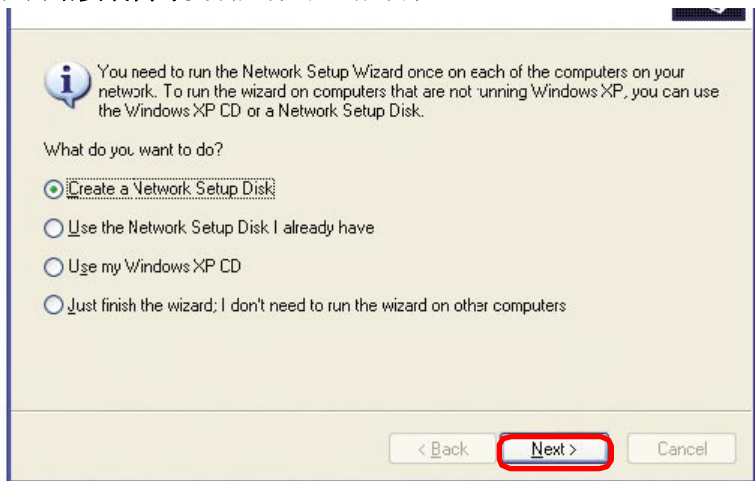 You need to run the Network Setup Wizard once on each of the computers on your
network. To run the wizard on computers that are not running Windows XP, you can use
the Windows XP CD or a Network Setup Disk.
What do you want to do?
Create a Network Setup Disk
Use the Network Setup Disk I already have
Use my Windows XP CD
Just finish the wizard; I don't need to run the wizard on other computers
< Back
Next >
Cancel